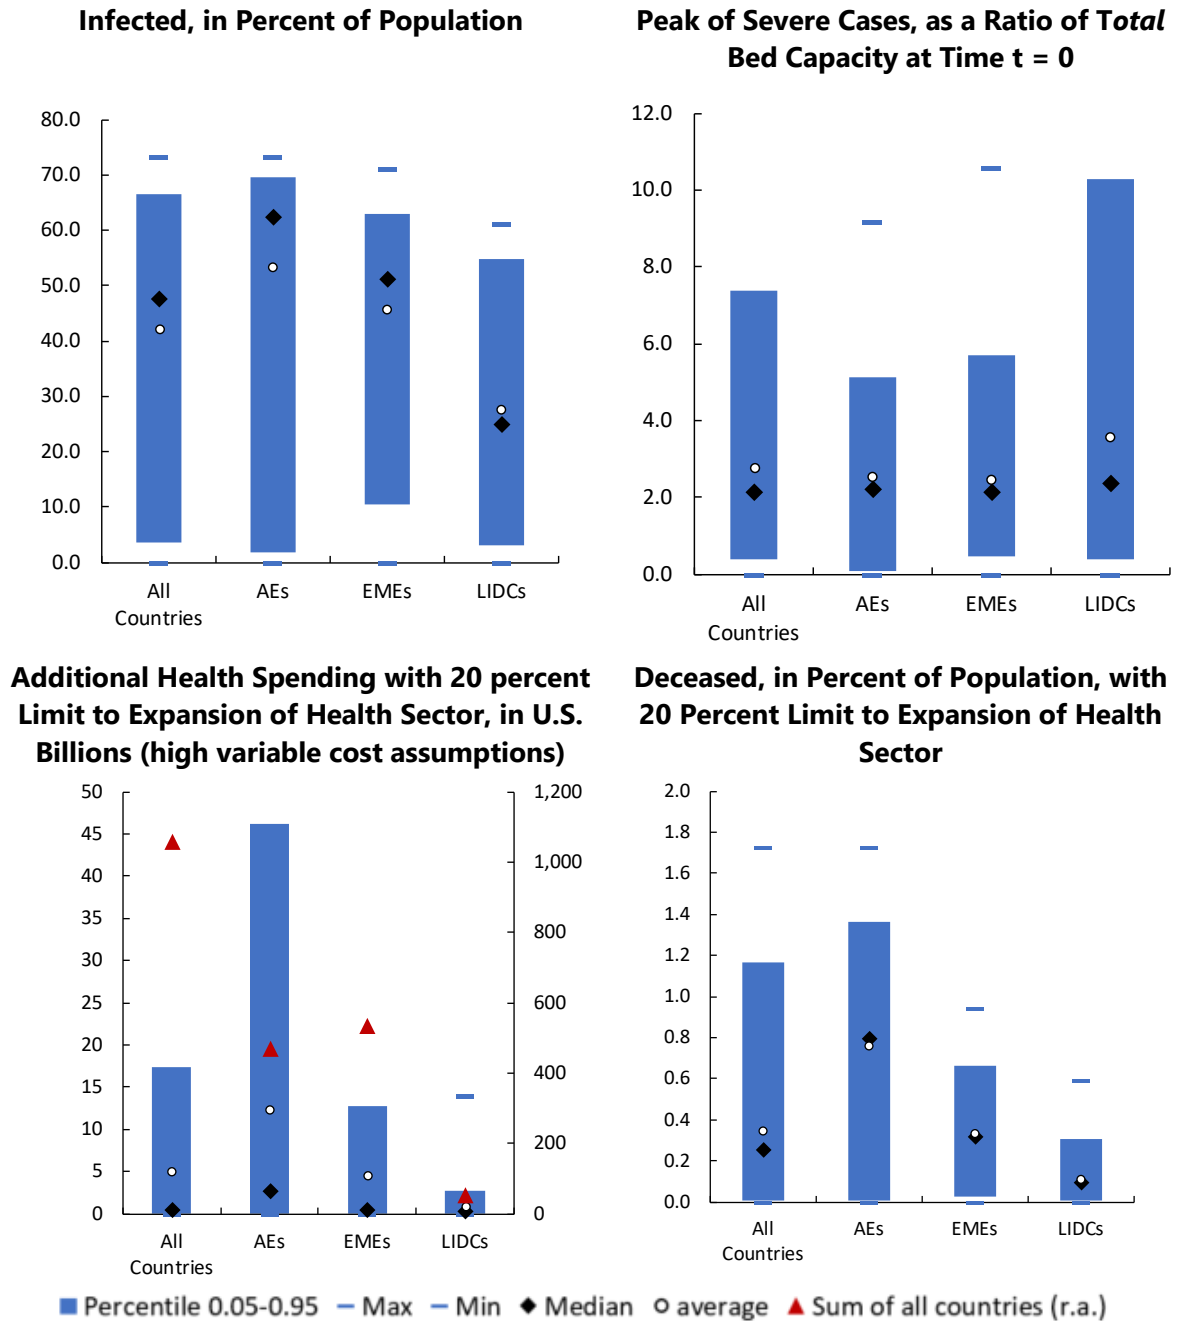 Infected, in Percent of Population
80.0
70.0
60.0
50.0
40.0
30.0
20.0
10.0
0.0
All
Countries
AEs
EMEs
LIDCs
Peak of Severe Cases, as a Ratio of Total
Bed Capacity at Time t = 0
12.0
10.0
8.0
6.0
4.0
2.0
0.0
All
Countries
AEs
EMEs
LIDCs
Additional Health Spending with 20 percent
Limit to Expansion of Health Sector, in U.S.
Billions (high variable cost assumptions)
50
45
40
35
30
25
20
15
10
5
0
1,200
1,000
800
600
400
200
0
All
Countries
AEs
EMEs
LIDCs
Deceased, in Percent of Population, with
20 Percent Limit to Expansion of Health
Sector
2.0
1.8
1.6
1.4
1.2
1.0
0.8
0.6
0.4
0.2
0.0
All
Countries
AEs
EMEs
LIDCs
Percentile 0.05-0.95 Max Min Median average Sum of all countries (r.a.)